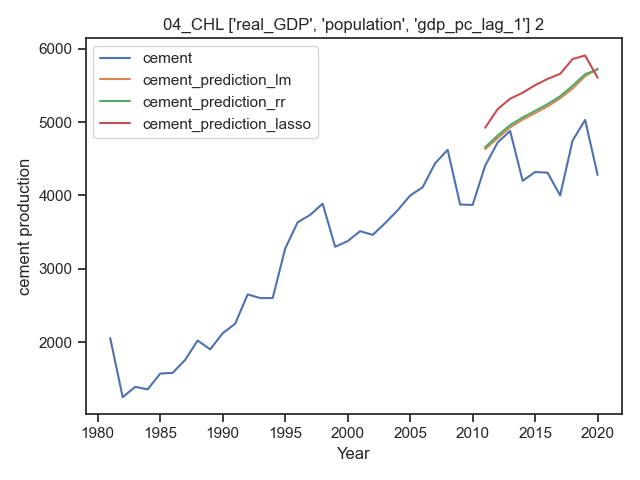 04_CHL ['real_GDP', 'population', 'gdp_pc_lag_1'] 2
cement
cement_prediction_lm
cement_prediction_rr
cement_prediction_lasso
6000
5000
4000
3000
2000
cement production
1980 1985 1990 1995 2000 2005 2010 2015 2020
Year